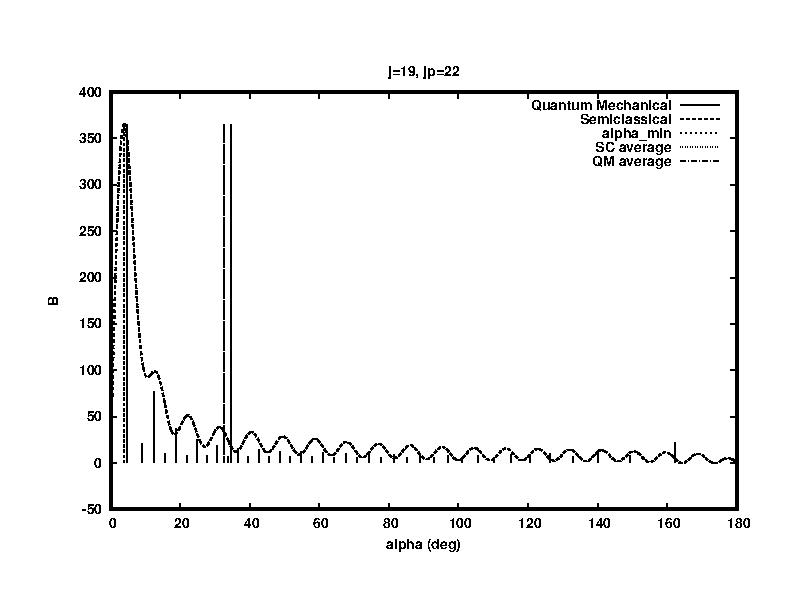 j=19, jp=22
Quantum Mechanical
Semiclassical
alpha_min
SC average
QM average
400
350
300
250
200
150
100
50
0
-50
B
0 20 40 60 80 100 120 140 160 180
alpha (deg)